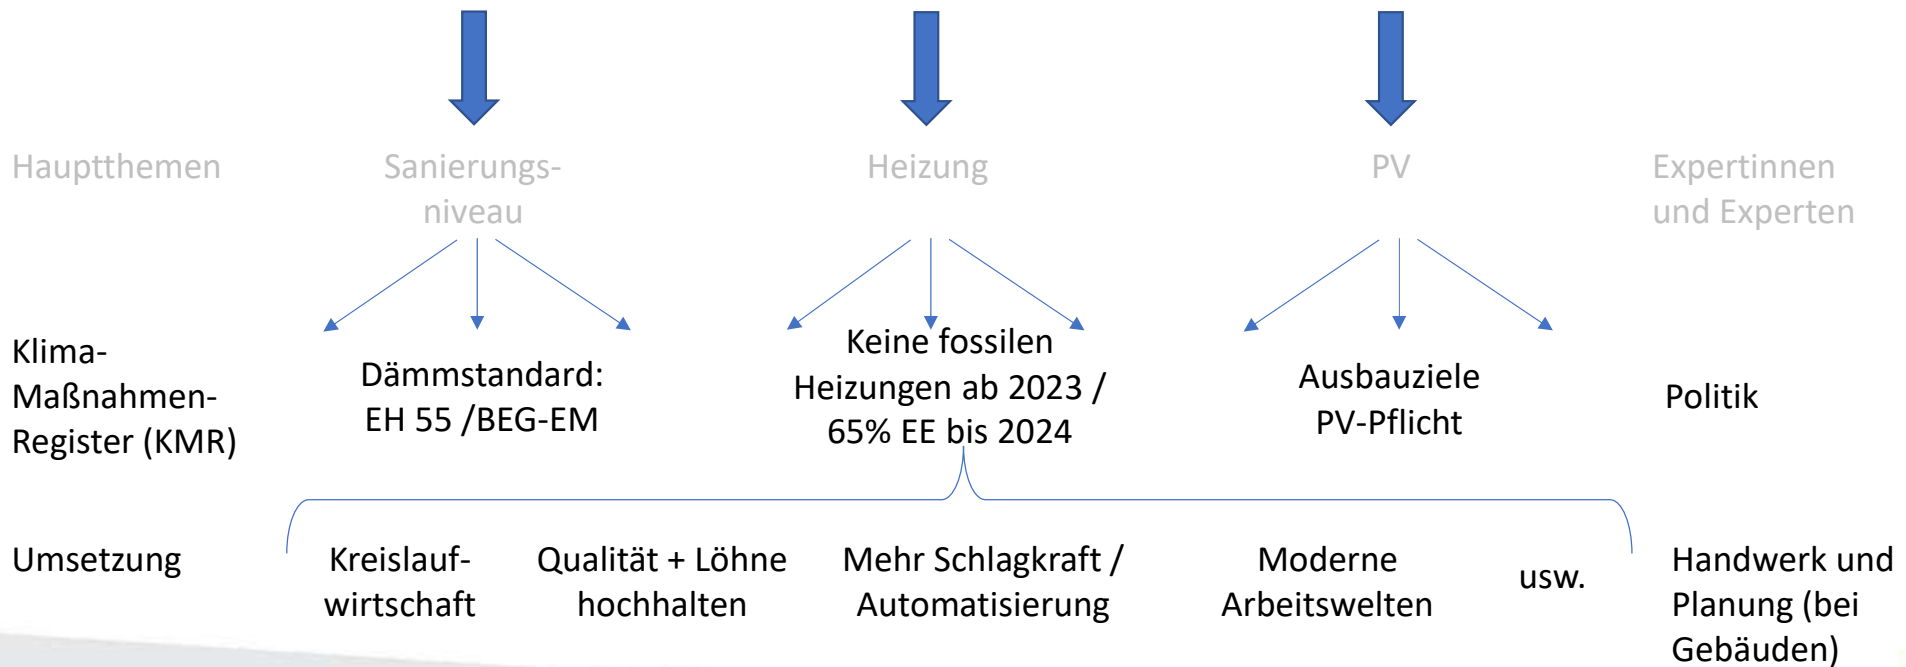 Hauptthemen
Sanierungs-
niveau
Heizung
PV
Expertinnen
und Experten
Klima-
Maßnahmen-
Register (KMR)
Dämmstandard:
EH 55 /BEG-EM
Keine fossilen
Heizungen ab 2023 /
65% EE bis 2024
Ausbauziele
PV-Pflicht
Politik
Umsetzung
Kreislauf-
wirtschaft
Qualität + Löhne
hochhalten
Mehr Schlagkraft /
Automatisierung
Moderne
Arbeitswelten
usw.
Handwerk und
Planung (bei
Gebäuden)